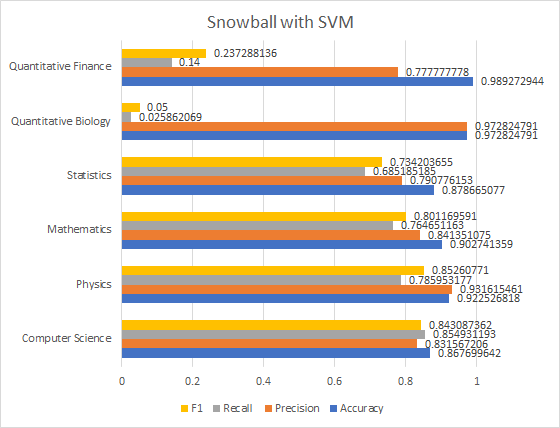 Snowball with SVM
Quantitative Finance
0.237288136
0.14
0.777777778
0.989272944
Quantitative Biology
0.05
0.025862069
0.972824791
0.972824791
Statistics
0.734203655
0.685185185
0.790776153
0.878665077
Mathematics
0.801169591
0.764651163
0.841351075
0.902741359
Physics
0.85260771
0.785953177
0.931615461
0.922526818
Computer Science
0.843087362
0.854931193
0.831567206
0.867699642
0 0.2 0.4 0.6 0.8 1
F1 Recall Precision Accuracy